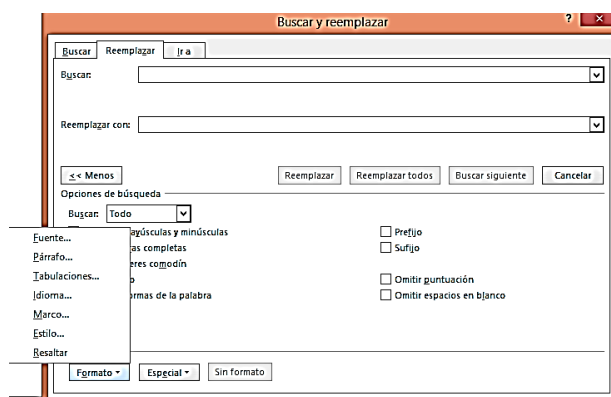 Buscar y reemplazar ?
Buscar Reemplazar Ir a
Buscar:
Reemplazar con:
<< Menos Reemplazar Reemplazar todos Buscar siguiente Cancelar
Opciones de búsqueda
Buscar: Todo
ayúsculas y minúsculas Prefijo
as completas Sufijo
eres comodín
o Omitir puntuación
ormas de la palabra Omitir espacios en blanco
Fuente...
Párrafo...
Tabulaciones...
Idioma...
Marco...
Estilo...
Resaltar
Formato Especial Sin formato